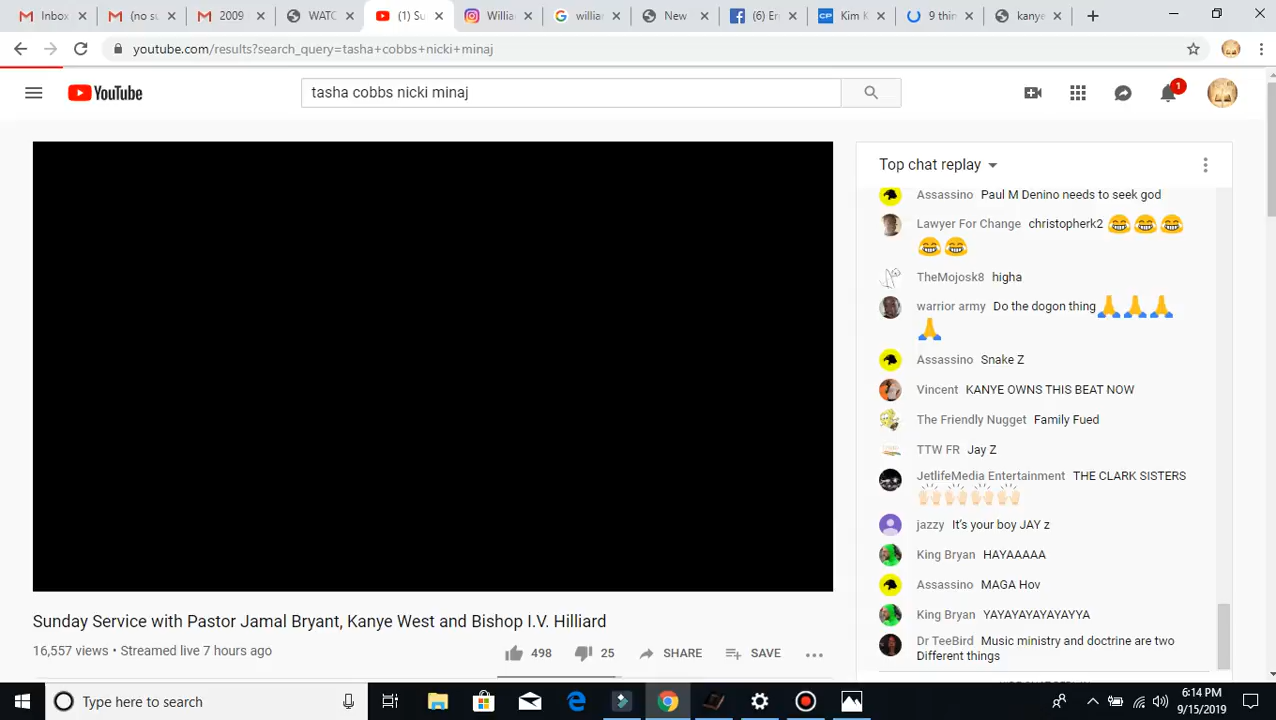 Inbox
(no su
2009
WATC
(1) Su
Willia
willia
New
(6) Er
CP
Kim K
9 thin
kanye
youtube.com/results?search_query=tasha+cobbs+nicki+minaj
YouTube
tasha cobbs nicki minaj
1
Top chat replay
Assassino Paul M Denino needs to seek god
Lawyer For Change christopherk2 😂😂😂
😂😂
TheMojosk8 higha
warrior army Do the dogon thing🙏🙏🙏
🙏
Assassino Snake Z
Vincent KANYE OWNS THIS BEAT NOW
The Friendly Nugget Family Fued
TTW FR Jay Z
JetlifeMedia Entertainment THE CLARK SISTERS
🙌🏻🙌🏻🙌🏻🙌🏻
jazzy It's your boy JAY z
King Bryan HAYAAAAA
Assassino MAGA Hov
King Bryan YAYAYAYAYAYAYYA
Dr TeeBird Music ministry and doctrine are two
Different things
Sunday Service with Pastor Jamal Bryant, Kanye West and Bishop I.V. Hilliard
16,557 views • Streamed live 7 hours ago
498
25
SHARE
SAVE
Type here to search
:14 PM
9/15/2019